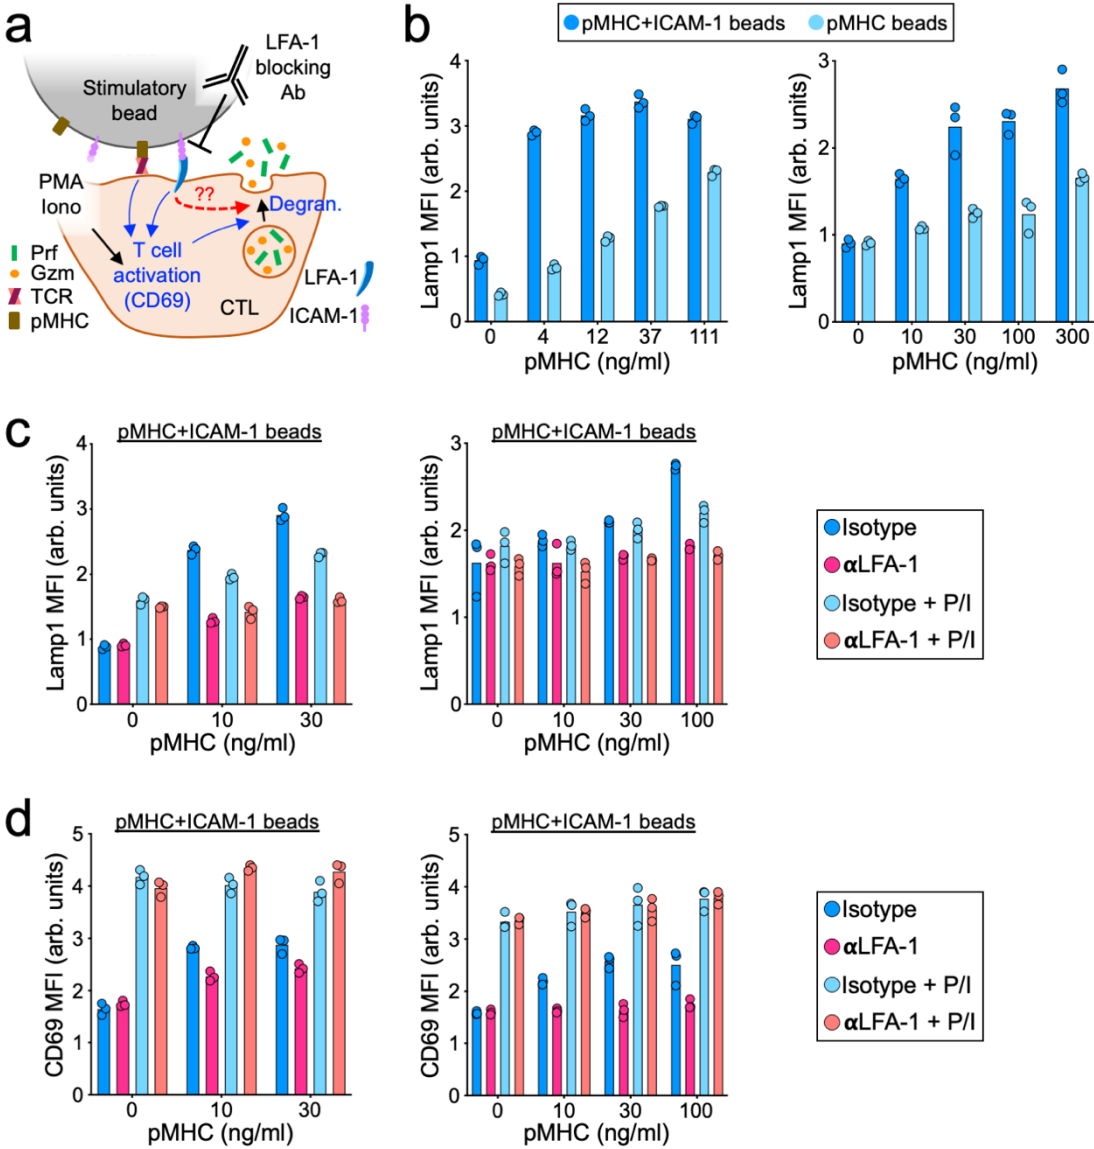 a
LFA-1
blocking
Ab
Stimulatory
bead
PMA
Iono
??
Degran.
T cell
activation
(CD69)
Prf
Gzm
TCR
pMHC
CTL
LFA-1
ICAM-1
b
pMHC+ICAM-1 beads pMHC beads
Lamp1 MFI (arb. units)
4
3
2
1
0
0 4 12 37 111
pMHC (ng/ml)
Lamp1 MFI (arb. units)
3
2
1
0
0 10 30 100 300
pMHC (ng/ml)
c
pMHC+ICAM-1 beads
Lamp1 MFI (arb. units)
4
3
2
1
0
0 10 30
pMHC (ng/ml)
pMHC+ICAM-1 beads
Lamp1 MFI (arb. units)
3
2
1
0
0 10 30 100
pMHC (ng/ml)
Isotype
αLFA-1
Isotype + P/I
αLFA-1 + P/I
d
pMHC+ICAM-1 beads
CD69 MFI (arb. units)
5
4
3
2
1
0
0 10 30
pMHC (ng/ml)
pMHC+ICAM-1 beads
CD69 MFI (arb. units)
5
4
3
2
1
0
0 10 30 100
pMHC (ng/ml)
Isotype
αLFA-1
Isotype + P/I
αLFA-1 + P/I